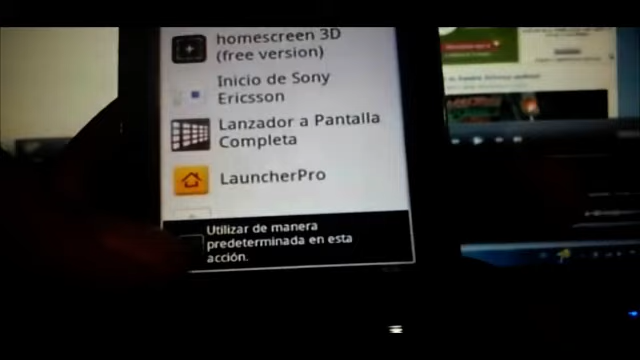 homescreen 3D
(free version)
Inicio de Sony
Ericsson
Lanzador a Pantalla
Completa
LauncherPro
Utilizar de manera
predeterminada en esta
acción.